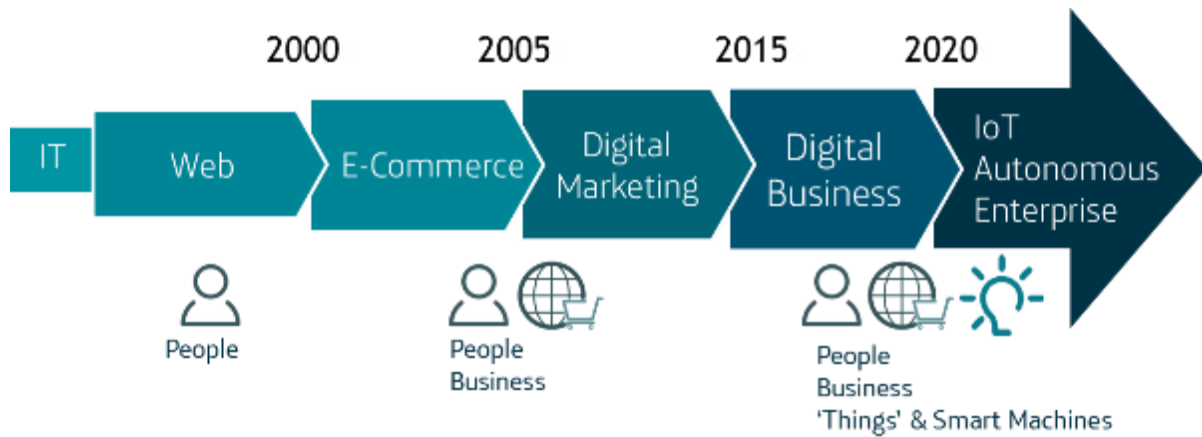 2000 2005 2015 2020
IT
Web
E-Commerce
Digital
Marketing
Digital
Business
IoT
Autonomous
Enterprise
People
People
Business
People
Business
'Things' & Smart Machines